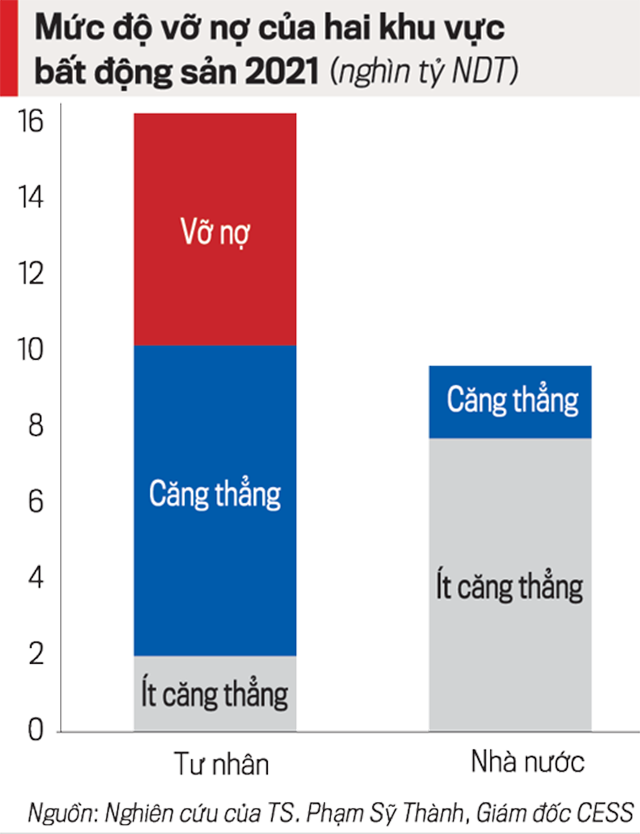 Mức độ vỡ nợ của hai khu vực
bất động sản 2021 (nghìn tỷ NDT)
16
14
12
10
8
6
4
2
0
Vỡ nợ
Căng thẳng
Ít căng thẳng
Căng thẳng
Ít căng thẳng
Tư nhân
Nhà nước
Nguồn: Nghiên cứu của TS. Phạm Sỹ Thành, Giám đốc CESS